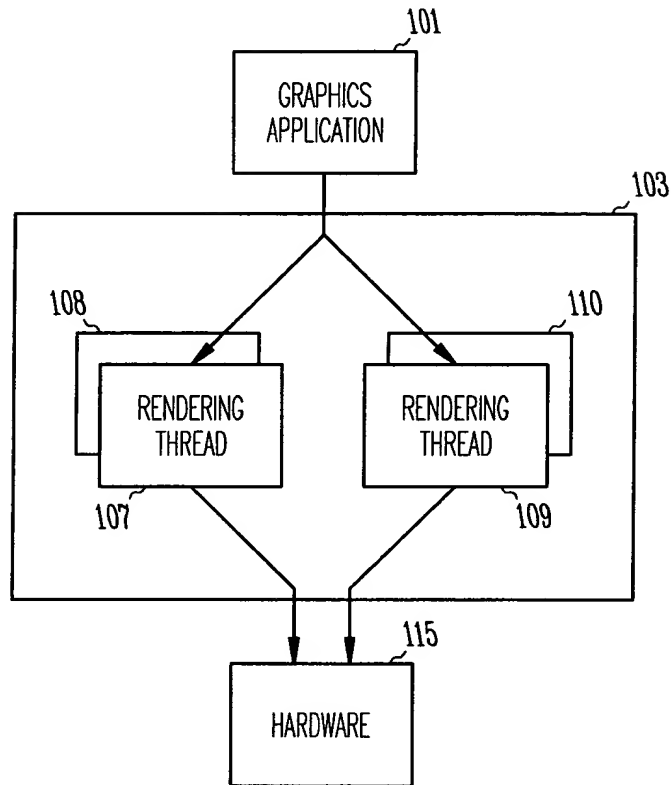 101
GRAPHICS
APPLICATION
103
108
110
RENDERING
THREAD
RENDERING
THREAD
107
109
115
HARDWARE